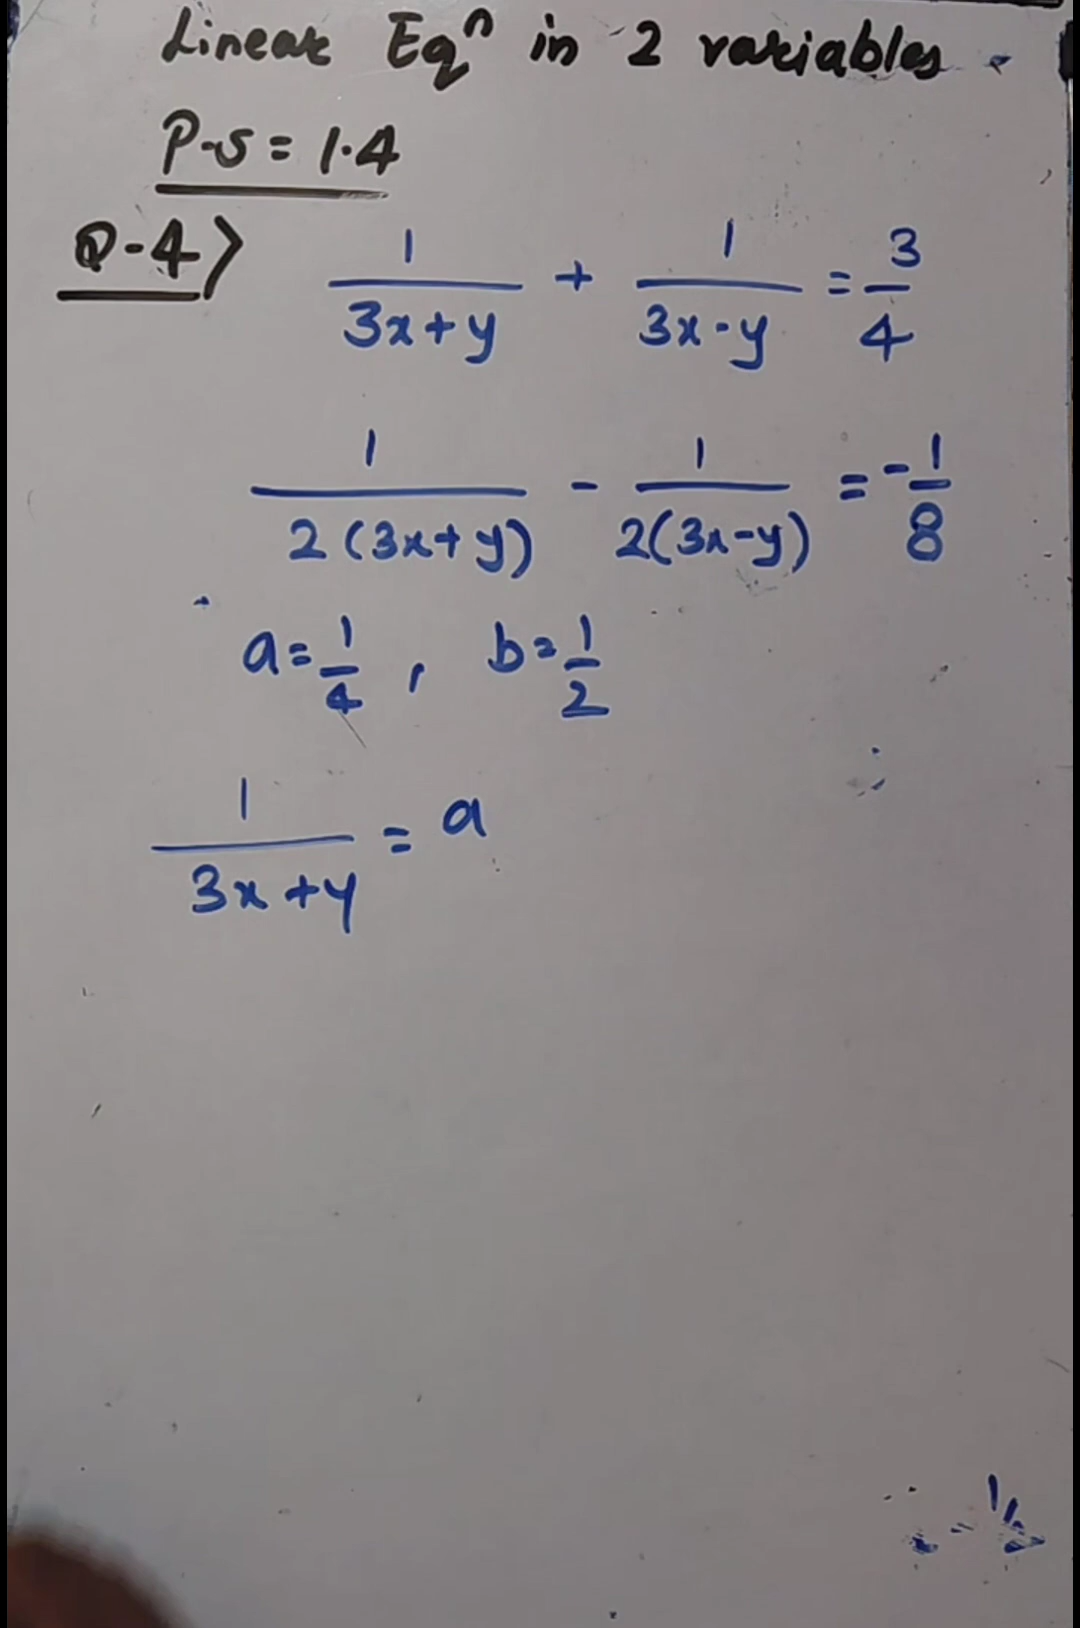 Linear Eqⁿ in 2 variables
P-S = 1.4
Q-4>
1/(3x+y) + 1/(3x-y) = 3/4
1/(2(3x+y)) - 1/(2(3x-y)) = -1/8
a = 1/4 , b = 1/2
1/(3x+y) = a